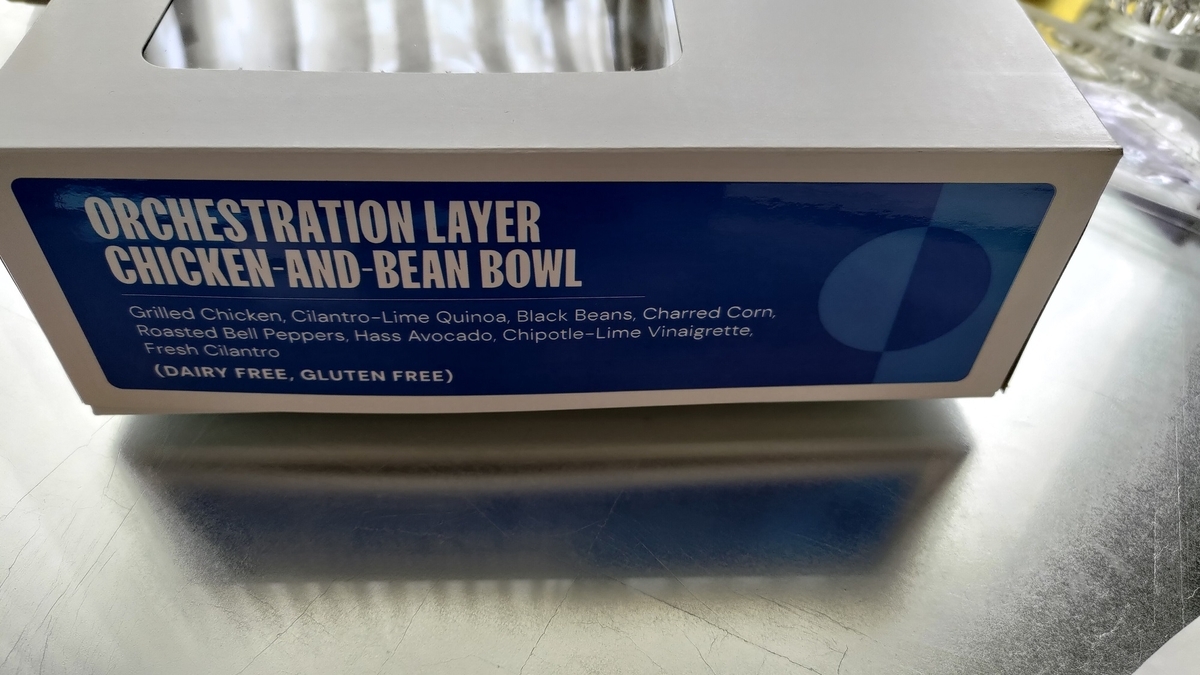 ORCHESTRATION LAYER
CHICKEN-AND-BEAN BOWL
Grilled Chicken, Cilantro-Lime Quinoa, Black Beans, Charred Corn,
Roasted Bell Peppers, Hass Avocado, Chipotle-Lime Vinaigrette,
Fresh Cilantro
(DAIRY FREE, GLUTEN FREE)